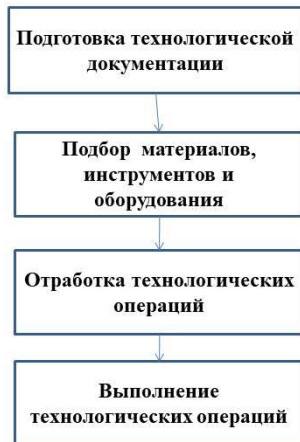 Подготовка технологической
документации
Подбор материалов,
инструментов и
оборудования
Отработка технологических
операций
Выполнение
технологических операций